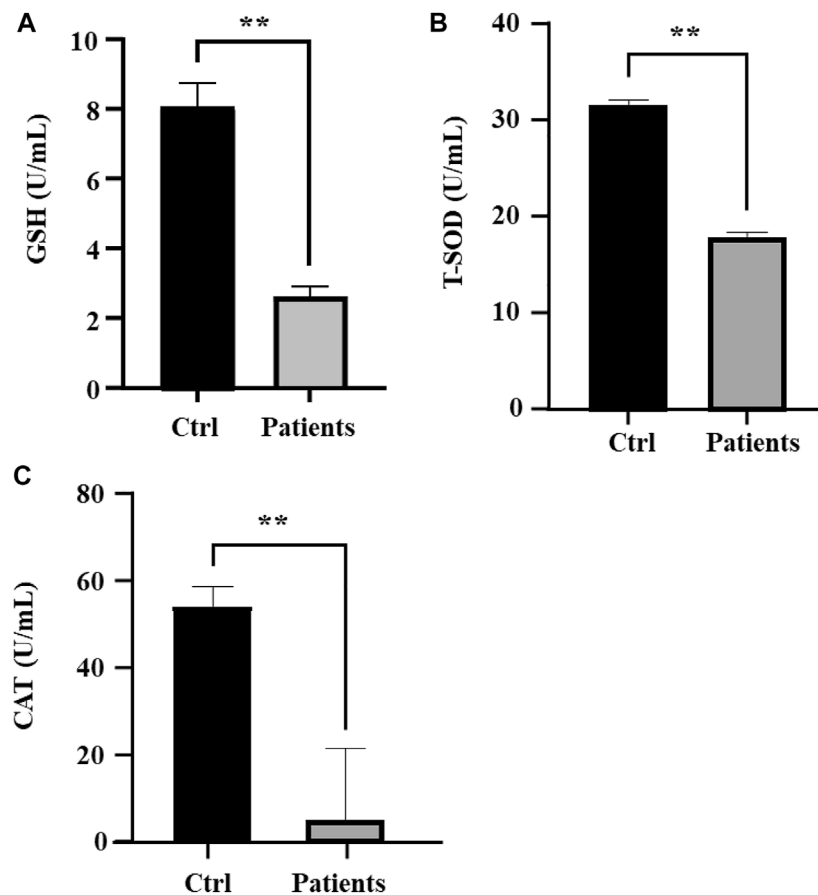 A
**
GSH (U/mL)
10
8
6
4
2
0
Ctrl Patients
B
**
T-SOD (U/mL)
40
30
20
10
0
Ctrl Patients
C
**
CAT (U/mL)
80
60
40
20
0
Ctrl Patients